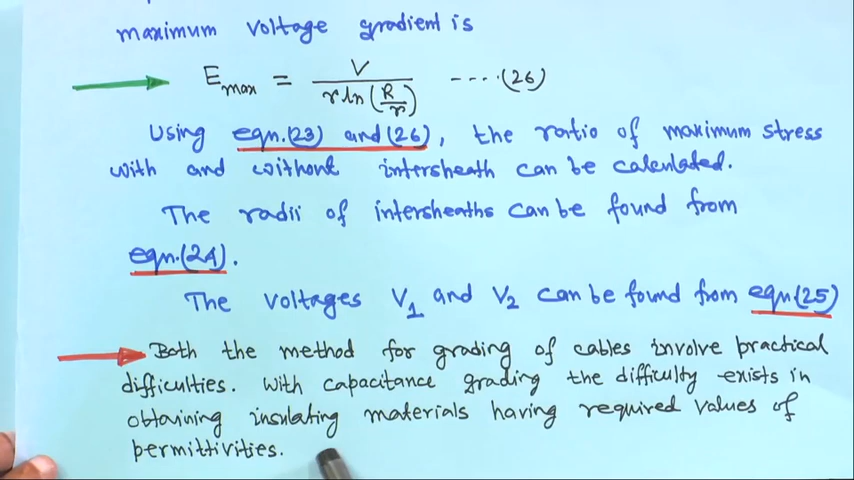 maximum voltage gradient is
Emax = V / r ln(R/r) ----(26)
Using eqn.(23) and (26), the ratio of maximum stress
with and without intersheath can be calculated.
The radii of intersheaths can be found from
eqn.(24).
The voltages V1 and V2 can be found from eqn(25)
Both the method for grading of cables involve practical
difficulties. With capacitance grading the difficulty exists in
obtaining insulating materials having required values of
permittivities.